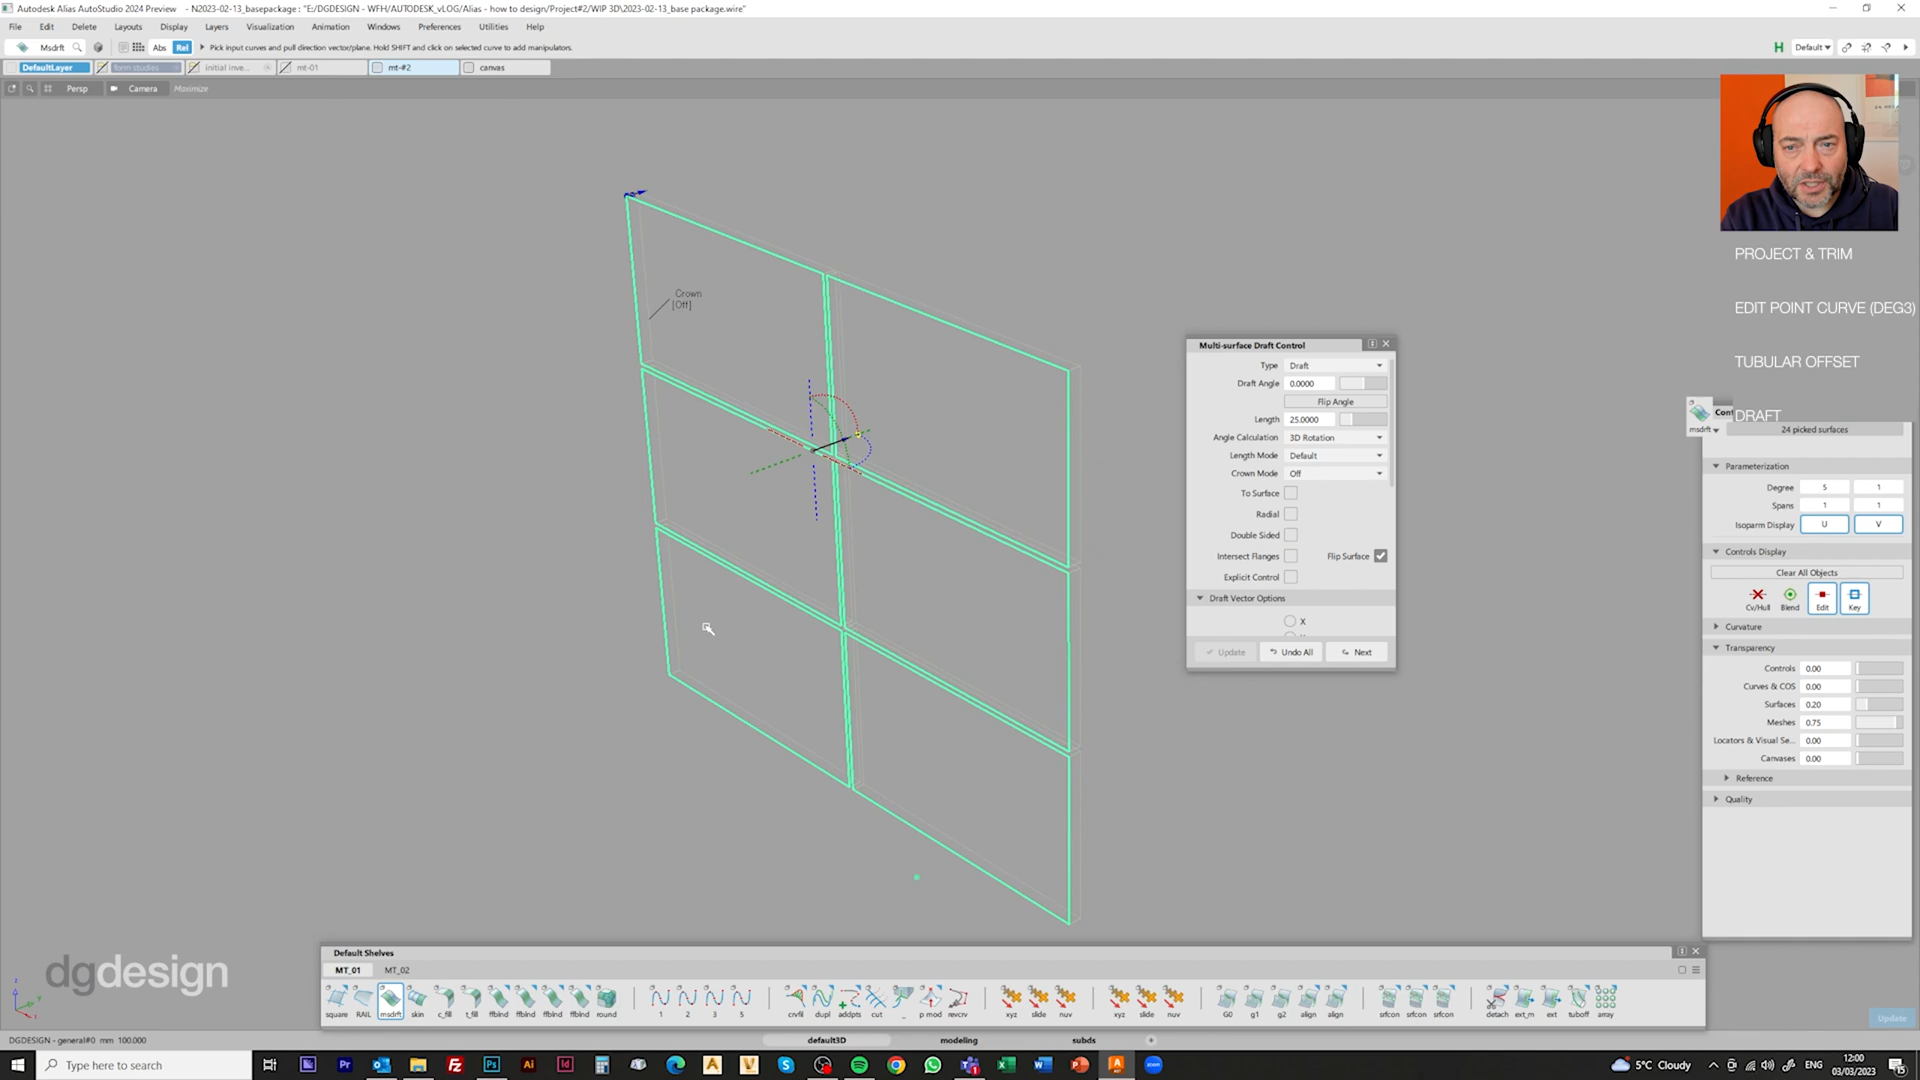 Autodesk Alias AutoStudio 2024 Preview - N2023-02-13_basepackage : "E:/DGDESIGN - WFH/AUTODESK_vLOG/Alias - how to design/Project#2/WIP 3D\2023-02-13_base package.wire"
File Edit Delete Layouts Display Layers Visualization Animation Windows Preferences Utilities Help
Msdrft Abs Rel Pick input curves and pull direction vector/plane. Hold SHIFT and click on selected curve to add manipulators. Default
DefaultLayer form studies initial inve... mt-01 mt-#2 canvas
Persp Camera Maximize
PROJECT & TRIM
EDIT POINT CURVE (DEG3)
TUBULAR OFFSET
DRAFT
Crown
[Off]
Multi-surface Draft Control
Type Draft
Draft Angle 0.0000
Flip Angle
Length 25.0000
Angle Calculation 3D Rotation
Length Mode Default
Crown Mode Off
To Surface
Radial
Double Sided
Intersect Flanges Flip Surface
Explicit Control
Draft Vector Options
X
Update Undo All Next
msdrft
24 picked surfaces
Parameterization
Degree 5 1
Spans 1 1
Isoparm Display U V
Controls Display
Clear All Objects
Cv/Hull Blend Edit Key
Curvature
Transparency
Controls 0.00
Curves & COS 0.00
Surfaces 0.20
Meshes 0.75
Locators & Visual Se... 0.00
Canvases 0.00
Reference
Quality
Update
dgdesign
Default Shelves
MT_01 MT_02
square RAIL msdrft skin c_fill t_fill ffblnd ffblnd ffblnd ffblnd round 1 2 3 5 crvfil dupl addpts cut _ p mod revcrv xyz slide nuv xyz slide nuv G0 g1 g2 align align srfcon srfcon srfcon detach ext_m ext tuboff array
DGDESIGN - general#0 mm 100.000
default3D modeling subds +
Type here to search
5°C Cloudy ENG 12:00
03/03/2023